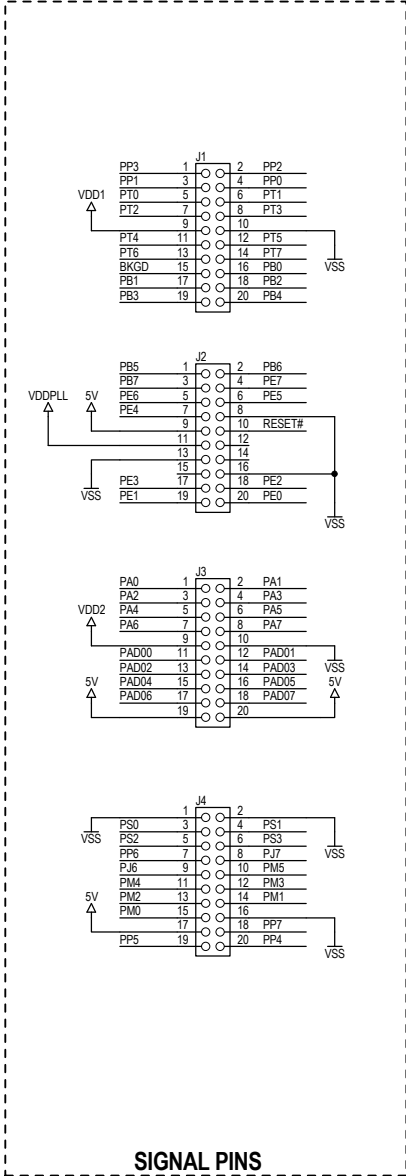 J1
PP3 1 2 PP2
PP1 3 4 PP0
VDD1 PT0 5 6 PT1
PT2 7 8 PT3
9 10
PT4 11 12 PT5
PT6 13 14 PT7 VSS
BKGD 15 16 PB0
PB1 17 18 PB2
PB3 19 20 PB4
J2
PB5 1 2 PB6
PB7 3 4 PE7
VDDPLL 5V PE6 5 6 PE5
PE4 7 8
9 10 RESET#
11 12
13 14
15 16
VSS PE3 17 18 PE2
PE1 19 20 PE0
VSS
J3
PA0 1 2 PA1
PA2 3 4 PA3
VDD2 PA4 5 6 PA5
PA6 7 8 PA7
9 10
PAD00 11 12 PAD01
PAD02 13 14 PAD03 VSS
5V PAD04 15 16 PAD05 5V
PAD06 17 18 PAD07
19 20
J4
1 2
VSS PS0 3 4 PS1
PS2 5 6 PS3
PP6 7 8 PJ7 VSS
PJ6 9 10 PM5
PM4 11 12 PM3
5V PM2 13 14 PM1
PM0 15 16
17 18 PP7
PP5 19 20 PP4
VSS
SIGNAL PINS